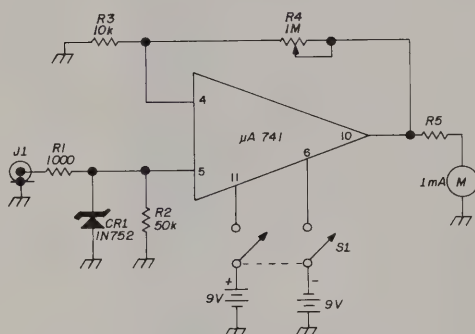 R3
10k
R4
1M
4
µA 741
10
R5
J1
R1
1000
5
6
11
1mA
M
CR1
1N752
R2
50k
S1
+
-
9V
9V